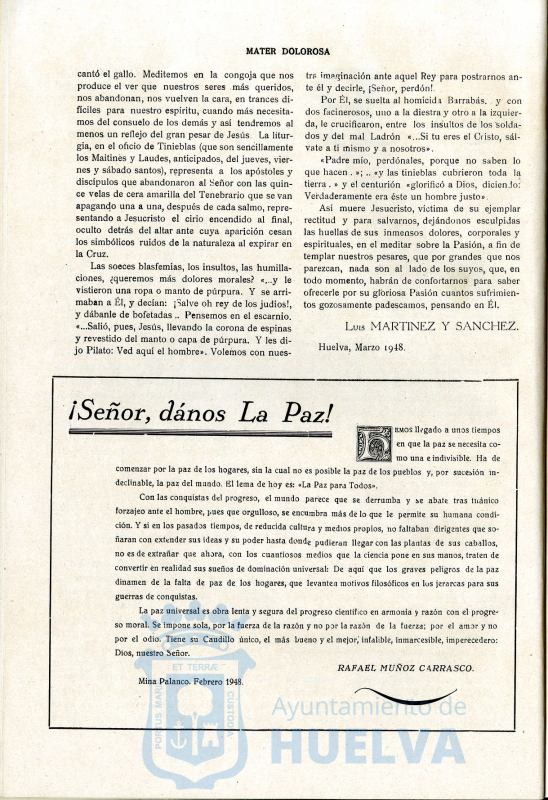 MATER DOLOROSA
cantó el gallo. Meditemos en la congoja que nos
produce el ver que nuestros seres más queridos,
nos abandonan, nos vuelven la cara, en trances di-
fíciles para nuestro espíritu, cuando más necesita-
mos del consuelo de los demás y así tendremos al
menos un reflejo del gran pesar de Jesús. La litur-
gia, en el oficio de Tinieblas (que son sencillamente
los Maitines y Laudes, anticipados, del jueves, vier-
nes y sábado santos), representa a los apóstoles y
discípulos que abandonaron al Señor con las quin-
ce velas de cera amarilla del Tenebrario que se van
apagando una a una, después de cada salmo, repre-
sentando a Jesucristo el cirio encendido al final,
oculto detrás del altar ante cuya aparición cesan
los simbólicos ruidos de la naturaleza al expirar en
la Cruz.
Las soeces blasfemias, los insultos, las humilla-
ciones, ¿queremos más dolores morales? «...y le
vistieron una ropa o manto de púrpura. Y se arri-
maban a Él, y decían: ¡Salve oh rey de los judíos!,
y dábanle de bofetadas .. Pensemos en el escarnio.
«...Salió, pues, Jesús, llevando la corona de espinas
y revestido del manto o capa de púrpura. Y les di-
jo Pilato: Ved aquí el hombre». Volemos con nues-
tra imaginación ante aquel Rey para postrarnos an-
te él y decirle, ¡Señor, perdón!.
Por Él, se suelta al homicida Barrabás. . y con
dos facinerosos, uno a la diestra y otro a la izquier-
da, le crucificaron, entre los insultos de los solda-
dos y del mal Ladrón «...Si tu eres el Cristo, sál-
vate a ti mismo y a nosotros».
«Padre mío, perdónales, porque no saben lo
que hacen . »; .. «y las tinieblas cubrieron toda la
tierra . » y el centurión «glorificó a Dios, diciendo:
Verdaderamente era éste un hombre justo».
Así muere Jesucristo, víctima de su ejemplar
rectitud y para salvarnos, dejándonos esculpidas
las huellas de sus inmensos dolores, corporales y
espirituales, en el meditar sobre la Pasión, a fin de
templar nuestros pesares, que por grandes que nos
parezcan, nada son al lado de los suyos, que, en
todo momento, habrán de confortarnos para saber
ofrecerle por su gloriosa Pasión cuantos sufrimien-
tos gozosamente padescamos, pensando en Él.
Luis MARTINEZ Y SANCHEZ.
Huelva, Marzo 1948.
¡Señor, dános La Paz!
HEMOS llegado a unos tiempos
en que la paz se necesita co-
mo una e indivisible. Ha de
comenzar por la paz de los hogares, sin la cual no es posible la paz de los pueblos y, por sucesión in-
declinable, la paz del mundo. El lema de hoy es: «La Paz para Todos».
Con las conquistas del progreso, el mundo parece que se derrumba y se abate tras titánico
forzajeo ante el hombre, pues que orgulloso, se encumbra más de lo que le permite su humana condi-
ción. Y si en los pasados tiempos, de reducida cultura y medios propios, no faltaban dirigentes que so-
ñaran con extender sus ideas y su poder hasta donde pudieran llegar con las plantas de sus caballos,
no es de extrañar que ahora, con los cuantiosos medios que la ciencia pone en sus manos, traten de
convertir en realidad sus sueños de dominación universal: De aquí que los graves peligros de la paz
dinamen de la falta de paz de los hogares, que levanten motivos filosóficos en los jerarcas para sus
guerras de conquistas.
La paz universal es obra lenta y segura del progreso científico en armonía y razón con el progre-
so moral. Se impone sola, por la fuerza de la razón y no por la razón de la fuerza; por el amor y no
por el odio. Tiene su Caudillo único, el más bueno y el mejor, infalible, inmarcesible, imperecedero:
Dios, nuestro Señor.
RAFAEL MUÑOZ CARRASCO.
Mina Palanco. Febrero 1948.
PORTUS MARIS ET TERRÆ CUSTODIA
Ayuntamiento de
HUELVA